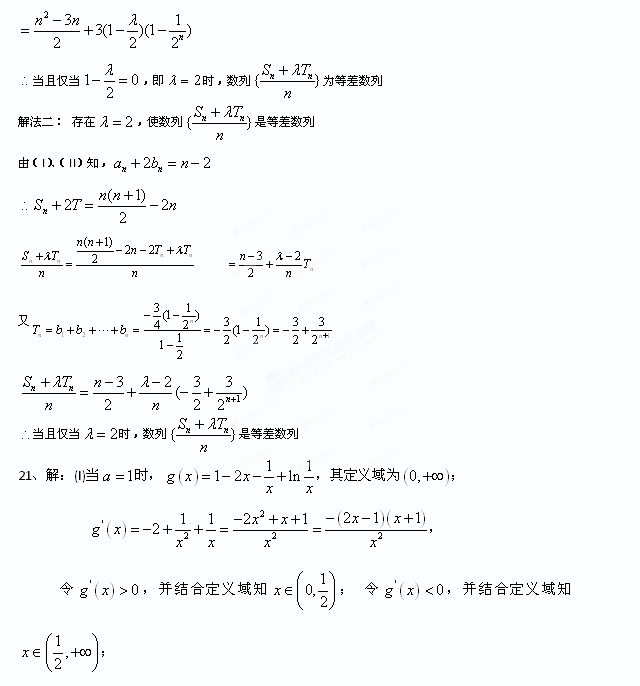 = (n² − 3n)/2 + 3(1 − λ/2)(1 − 1/2ⁿ)
∴当且仅当 1 − λ/2 = 0，即 λ = 2时，数列 {(Sₙ + λTₙ)/n} 为等差数列
解法二： 存在 λ = 2，使数列 {(Sₙ + λTₙ)/n} 是等差数列
由(Ⅰ)、(Ⅱ)知，aₙ + 2bₙ = n − 2
∴ Sₙ + 2T = n(n+1)/2 − 2n
(Sₙ + λTₙ)/n = (n(n+1)/2 − 2n − 2Tₙ + λTₙ)/n = (n−3)/2 + (λ−2)/n Tₙ
又 Tₙ = b₁ + b₂ + ⋯ + bₙ = (−3/4(1 − 1/2ⁿ))/(1 − 1/2) = −3/2(1 − 1/2ⁿ) = −3/2 + 3/2ⁿ⁺¹
(Sₙ + λTₙ)/n = (n−3)/2 + (λ−2)/n (−3/2 + 3/2ⁿ⁺¹)
∴当且仅当 λ = 2时，数列 {(Sₙ + λTₙ)/n} 是等差数列
21、解：(Ⅰ)当 a = 1时， g(x) = 1 − 2x − 1/x + ln 1/x，其定义域为(0,+∞)；
g'(x) = −2 + 1/x² + 1/x = (−2x² + x + 1)/x² = −(2x−1)(x+1)/x²，
令 g'(x) > 0，并结合定义域知 x∈(0, 1/2)； 令 g'(x) < 0，并结合定义域知
x∈(1/2, +∞)；